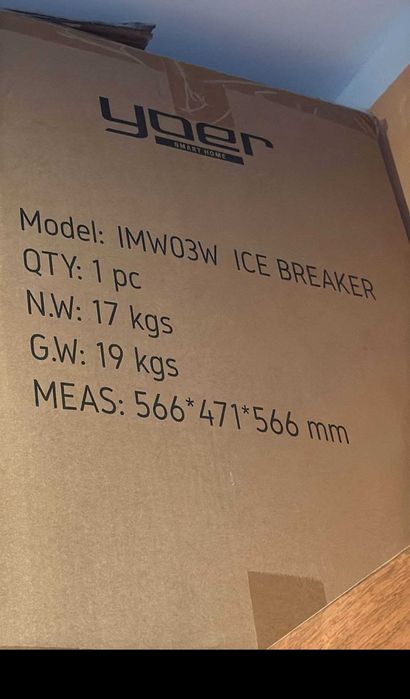 yoer
SMART HOME
Model: IMW03W ICE BREAKER
QTY: 1 pc
N.W: 17 kgs
G.W: 19 kgs
MEAS: 566*471*566 mm